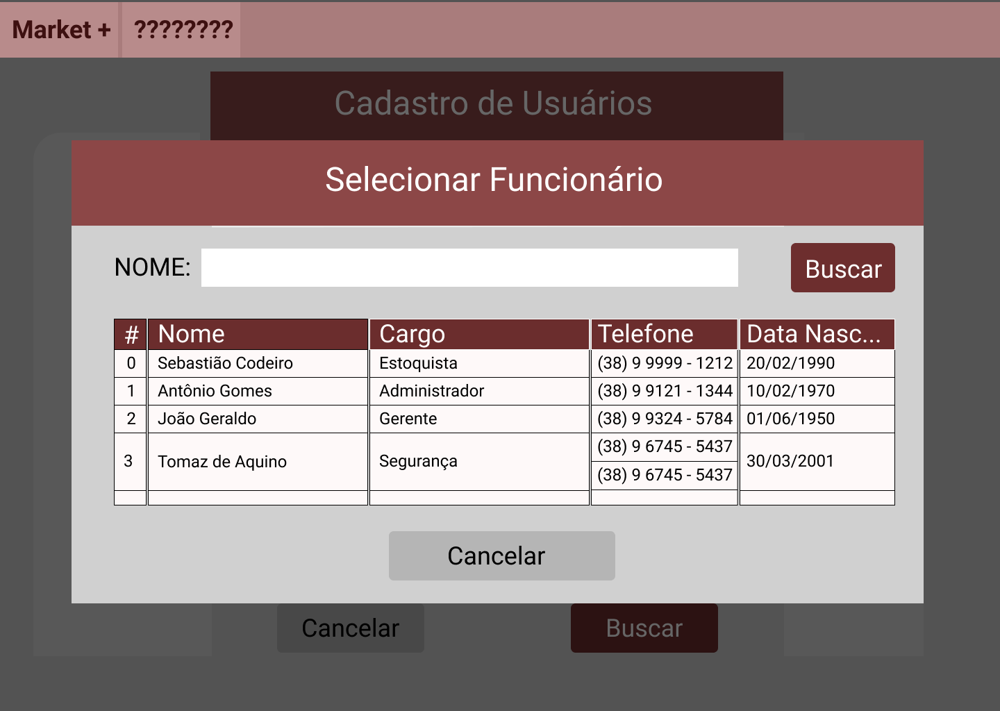 Market + ????????
Cadastro de Usuários
Selecionar Funcionário
NOME: Buscar
# Nome Cargo Telefone Data Nasc...
0 Sebastião Codeiro Estoquista (38) 9 9999 - 1212 20/02/1990
1 Antônio Gomes Administrador (38) 9 9121 - 1344 10/02/1970
2 João Geraldo Gerente (38) 9 9324 - 5784 01/06/1950
3 Tomaz de Aquino Segurança (38) 9 6745 - 5437 30/03/2001
(38) 9 6745 - 5437
Cancelar
Cancelar Buscar